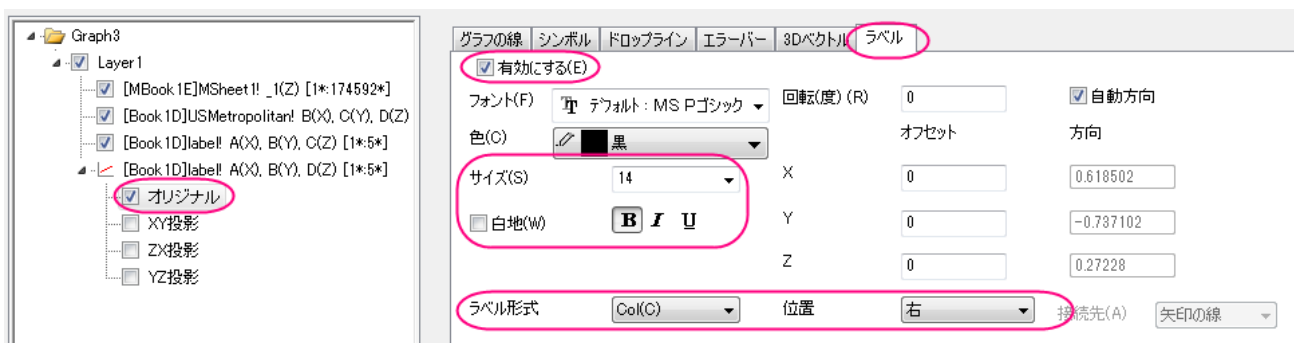 Graph3
Layer1
[MBook1E]MSheet1! _1(Z) [1*:174592*]
[Book1D]USMetropolitan! B(X), C(Y), D(Z)
[Book1D]label! A(X), B(Y), C(Z) [1*:5*]
[Book1D]label! A(X), B(Y), D(Z) [1*:5*]
オリジナル
XY投影
ZX投影
YZ投影
グラフの線 シンボル ドロップライン エラーバー 3Dベクトル ラベル
有効にする(E)
フォント(F) デフォルト : MS Pゴシック 回転(度) (R) 0 自動方向
色(C) 黒 オフセット 方向
サイズ(S) 14 X 0 0.618502
白地(W) B I U Y 0 -0.737102
Z 0 0.27228
ラベル形式 Col(C) 位置 右 接続先(A) 矢印の線